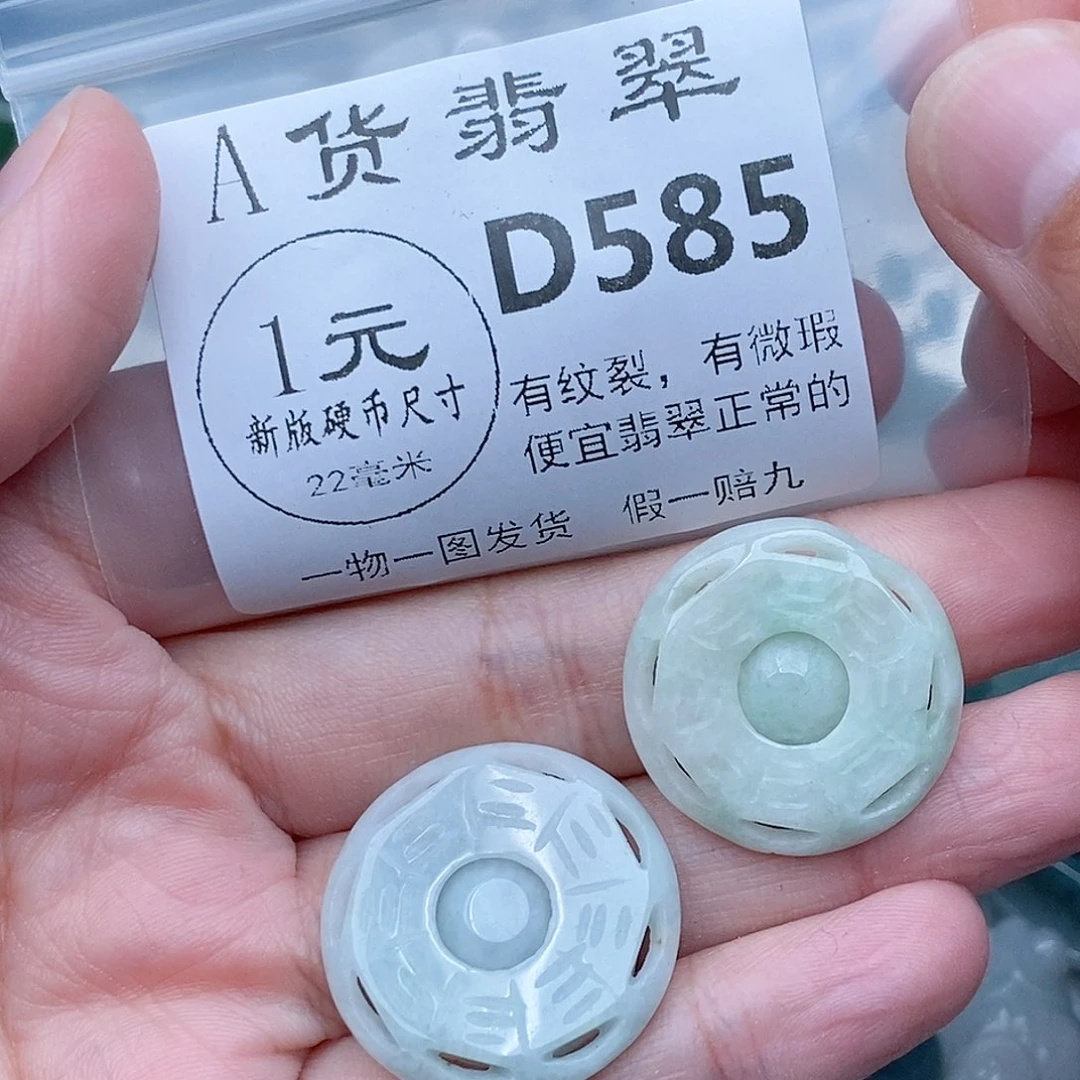 A货翡翠
D585
1元
新版硬币尺寸
22毫米
有纹裂，有微瑕
便宜翡翠正常的
一物一图发货 假一赔九